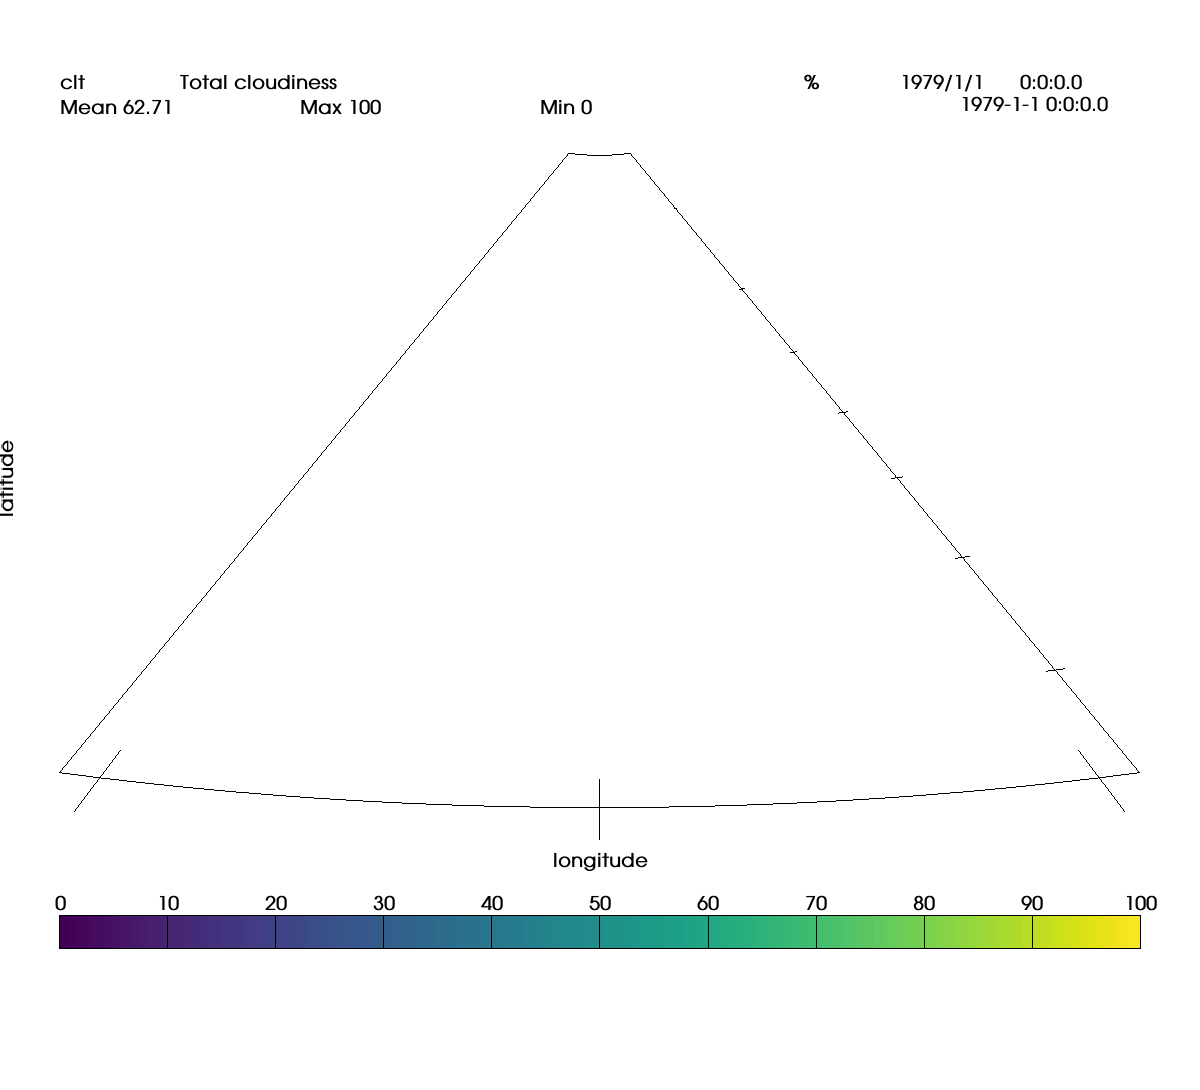 clt Total cloudiness % 1979/1/1 0:0:0.0
Mean 62.71 Max 100 Min 0 1979-1-1 0:0:0.0
latitude
longitude
0 10 20 30 40 50 60 70 80 90 100